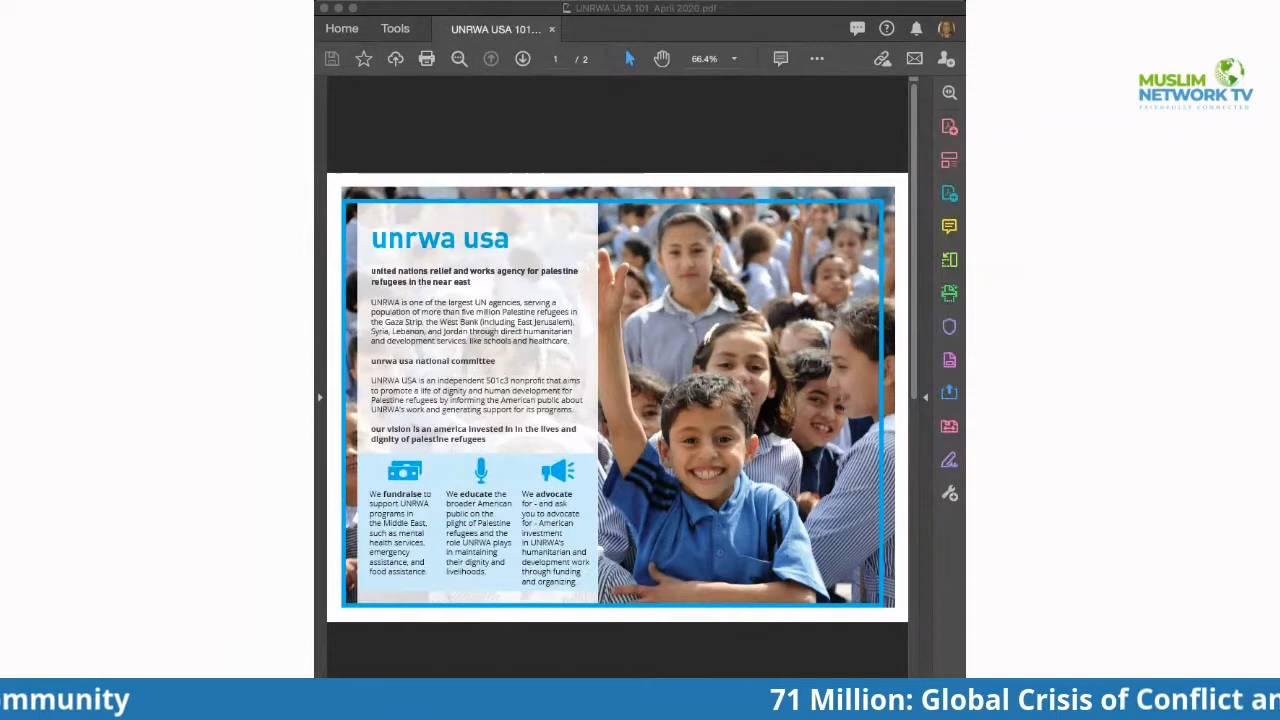 UNRWA USA 101 April 2020.pdf
Home Tools UNRWA USA 101... ×
1 / 2 66.4%
MUSLIM
NETWORK TV
FAITHFULLY CONNECTED
unrwa usa
united nations relief and works agency for palestine
refugees in the near east
UNRWA is one of the largest UN agencies, serving a
population of more than five million Palestine refugees in
the Gaza Strip, the West Bank (including East Jerusalem),
Syria, Lebanon, and Jordan through direct humanitarian
and development services, like schools and healthcare.
unrwa usa national committee
UNRWA USA is an independent 501c3 nonprofit that aims
to promote a life of dignity and human development for
Palestine refugees by informing the American public about
UNRWA's work and generating support for its programs.
our vision is an america invested in in the lives and
dignity of palestine refugees
We fundraise to
support UNRWA
programs in
the Middle East,
such as mental
health services,
emergency
assistance, and
food assistance.
We educate the
broader American
public on the
plight of Palestine
refugees and the
role UNRWA plays
in maintaining
their dignity and
livelihoods.
We advocate
for - and ask
you to advocate
for - American
investment
in UNRWA's
humanitarian and
development work
through funding
and organizing.
ommunity 71 Million: Global Crisis of Conflict an